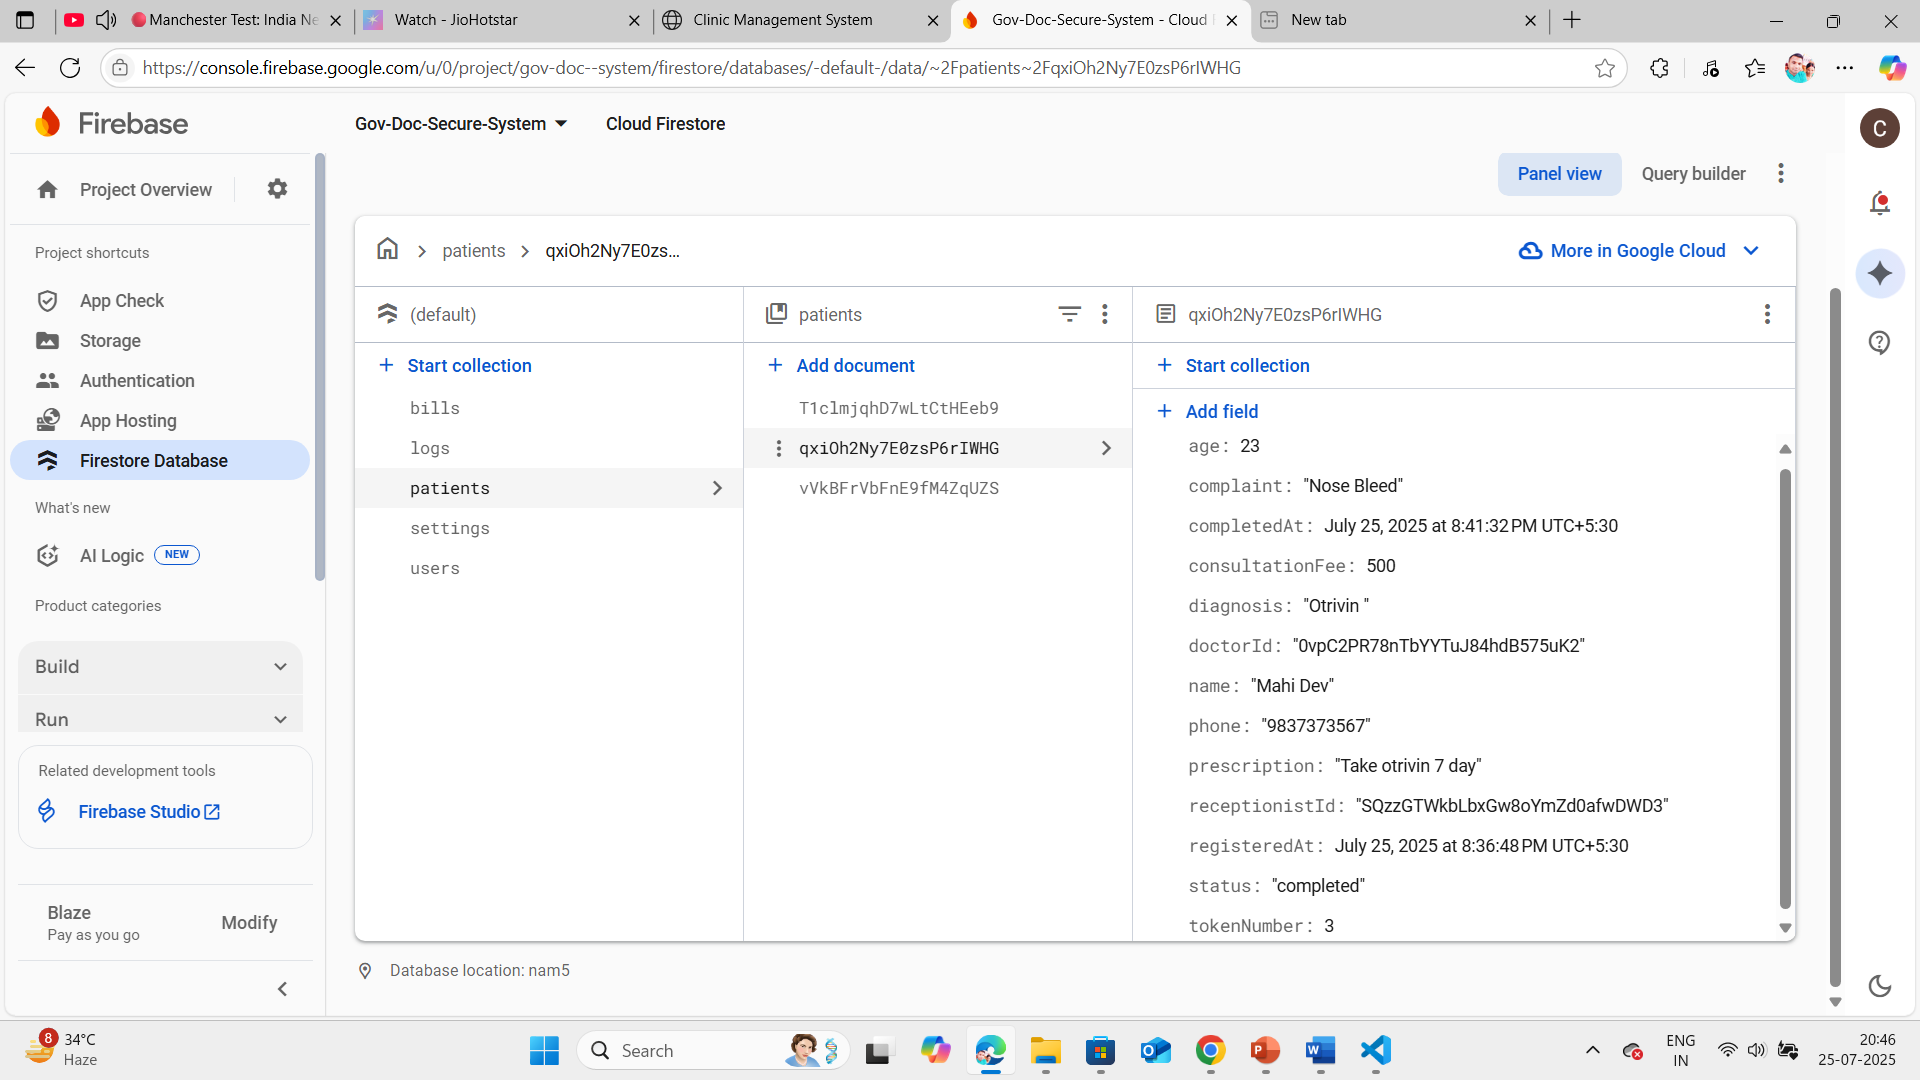 Manchester Test: India Ne
Watch - JioHotstar
Clinic Management System
Gov-Doc-Secure-System - Cloud
New tab
https://console.firebase.google.com/u/0/project/gov-doc--system/firestore/databases/-default-/data/~2Fpatients~2FqxiOh2Ny7E0zsP6rIWHG
Firebase
Gov-Doc-Secure-System
Cloud Firestore
C
Project Overview
Panel view
Query builder
Project shortcuts
App Check
Storage
Authentication
App Hosting
Firestore Database
What's new
AI Logic NEW
Product categories
Build
Run
Related development tools
Firebase Studio
Blaze
Pay as you go
Modify
patients
qxiOh2Ny7E0zs...
More in Google Cloud
(default)
Start collection
bills
logs
patients
settings
users
patients
Add document
T1clmjqhD7wLtCtHEeb9
qxiOh2Ny7E0zsP6rIWHG
vVkBFrVbFnE9fM4ZqUZS
qxiOh2Ny7E0zsP6rIWHG
Start collection
Add field
age: 23
complaint: "Nose Bleed"
completedAt: July 25, 2025 at 8:41:32 PM UTC+5:30
consultationFee: 500
diagnosis: "Otrivin "
doctorId: "0vpC2PR78nTbYYTuJ84hdB575uK2"
name: "Mahi Dev"
phone: "9837373567"
prescription: "Take otrivin 7 day"
receptionistId: "SQzzGTWkbLbxGw8oYmZd0afwDWD3"
registeredAt: July 25, 2025 at 8:36:48 PM UTC+5:30
status: "completed"
tokenNumber: 3
Database location: nam5
8
34°C
Haze
Search
ENG
IN
20:46
25-07-2025